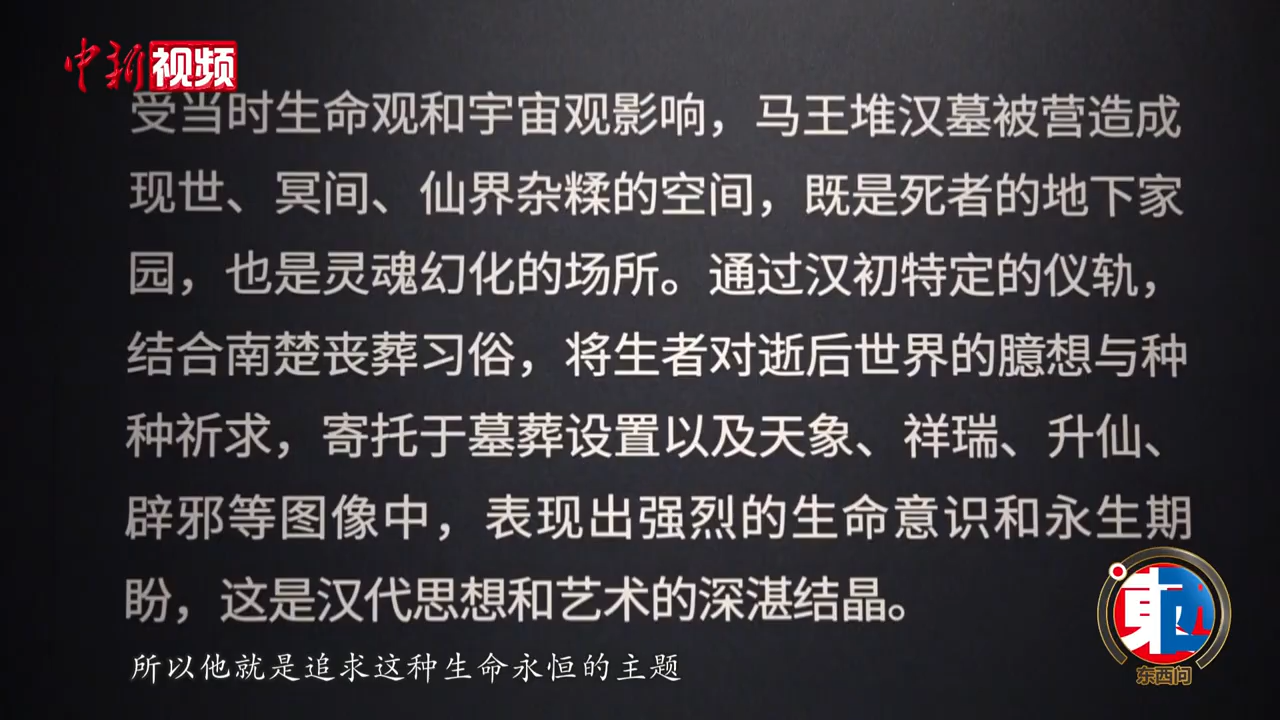 中新视频
受当时生命观和宇宙观影响，马王堆汉墓被营造成
现世、冥间、仙界杂糅的空间，既是死者的地下家
园，也是灵魂幻化的场所。通过汉初特定的仪轨，
结合南楚丧葬习俗，将生者对逝后世界的臆想与种
种祈求，寄托于墓葬设置以及天象、祥瑞、升仙、
辟邪等图像中，表现出强烈的生命意识和永生期
盼，这是汉代思想和艺术的深湛结晶。
東西
东西问
所以他就是追求这种生命永恒的主题